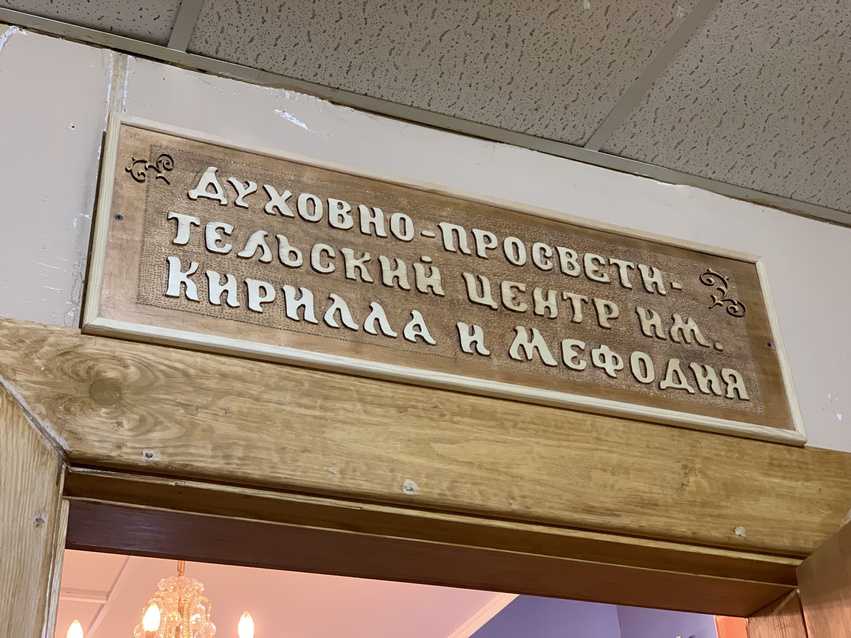 ДУХОВНО-ПРОСВЕТИ-
ТЕЛЬСКИЙ ЦЕНТР ИМ.
КИРИЛЛА И МЕФОДИЯ